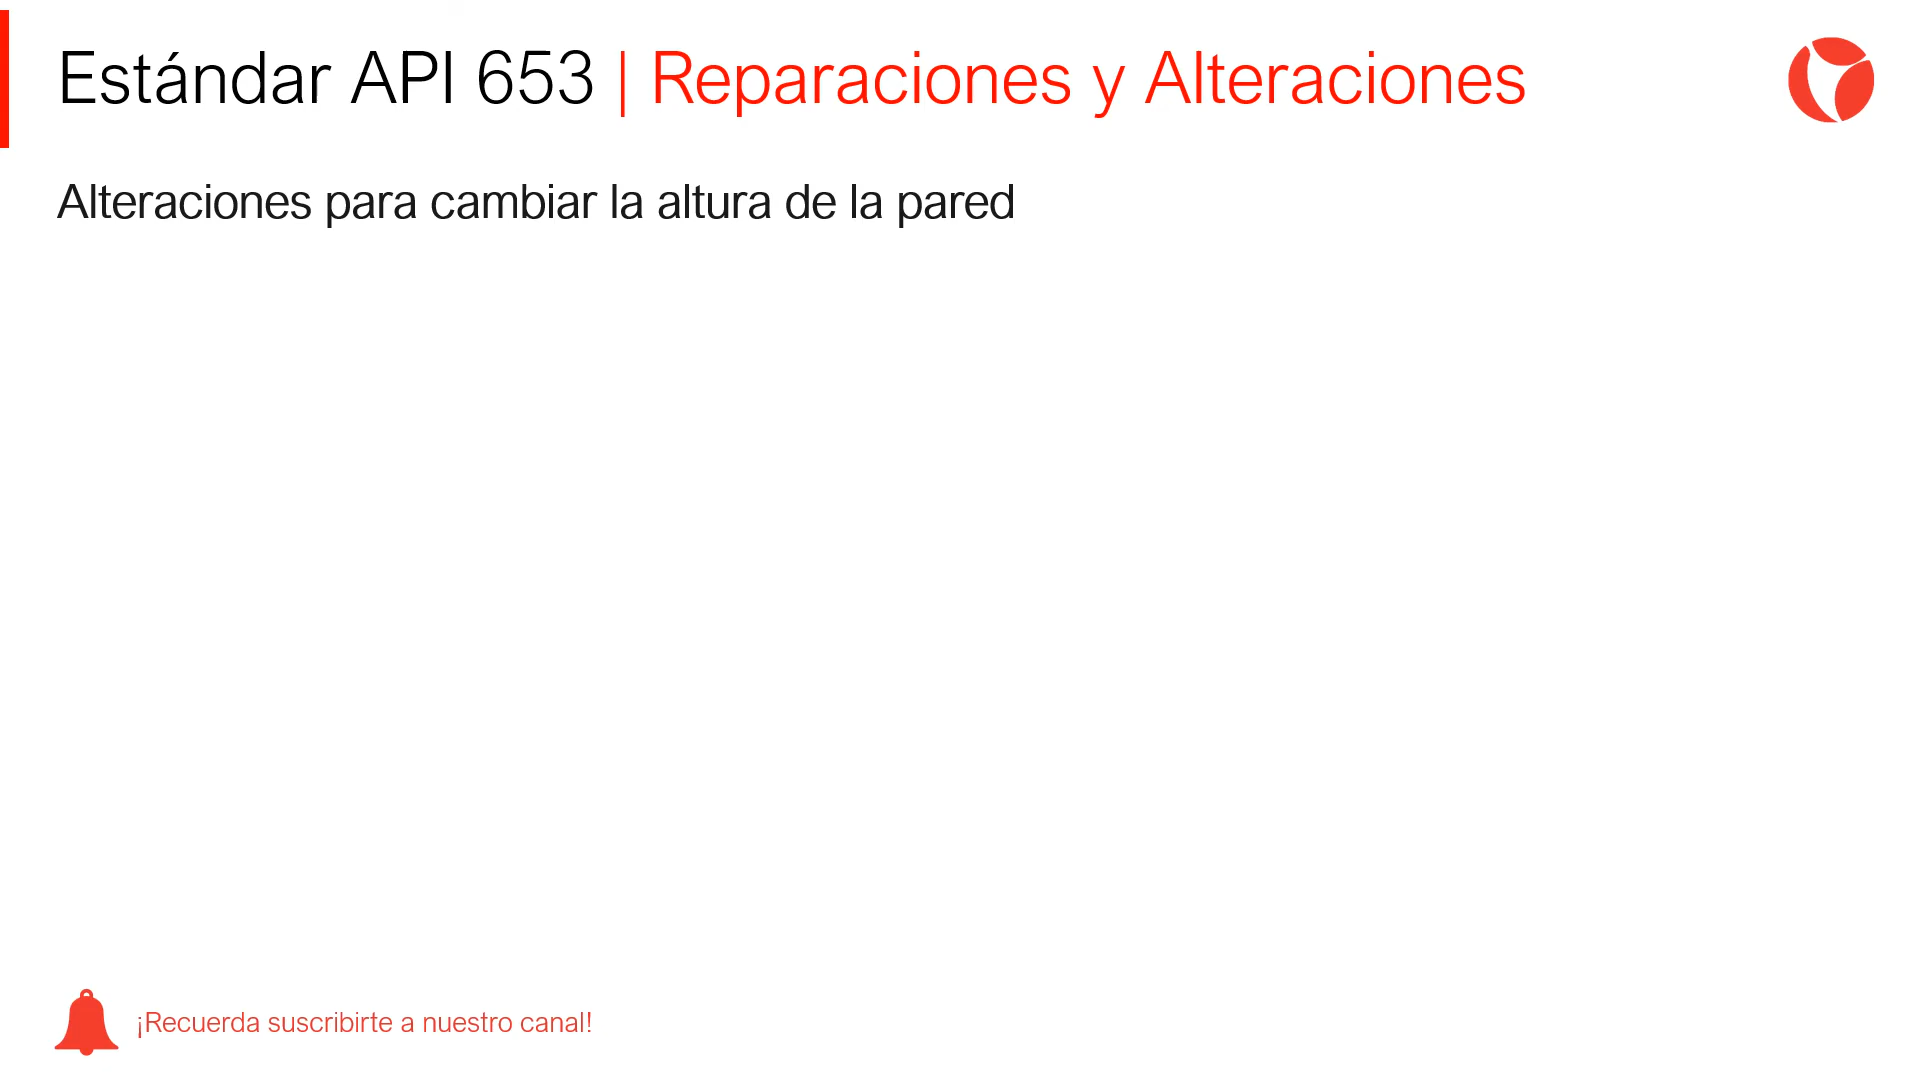 Estándar API 653 | Reparaciones y Alteraciones
Alteraciones para cambiar la altura de la pared
¡Recuerda suscribirte a nuestro canal!